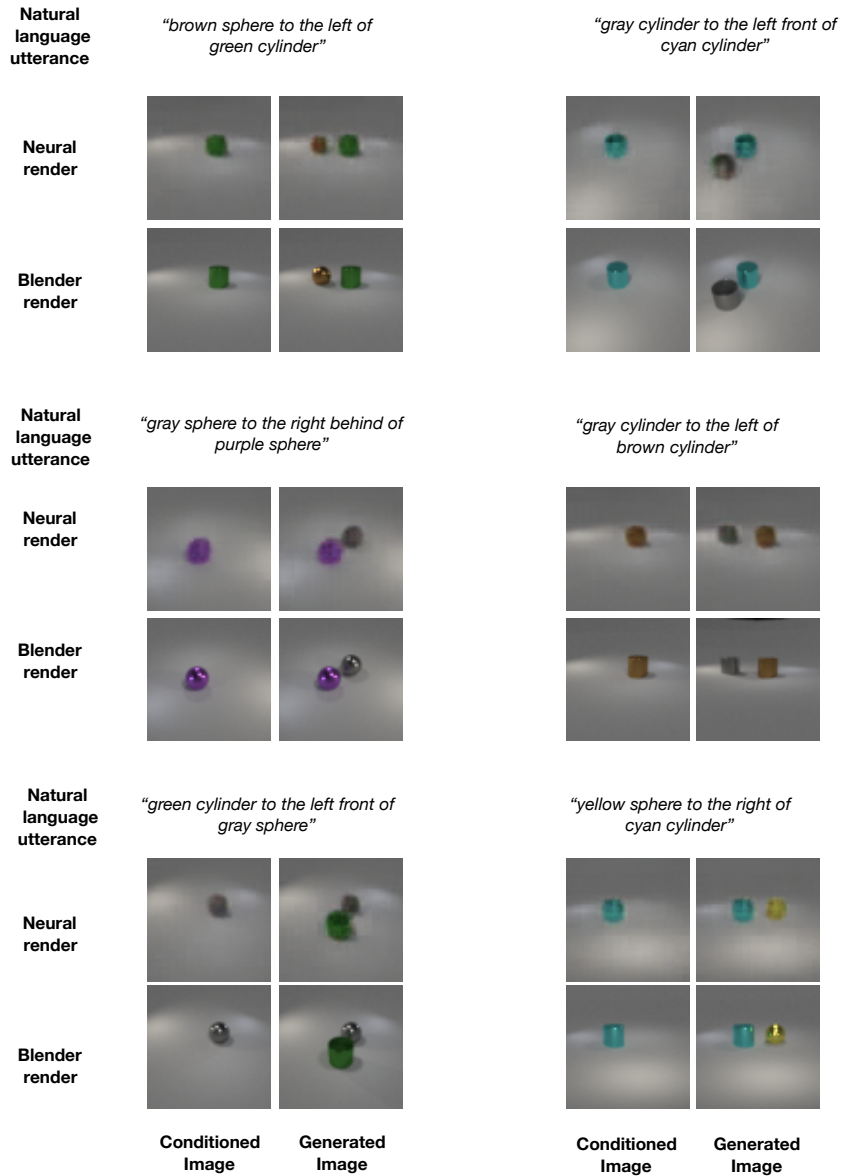 Natural
language
utterance
“brown sphere to the left of
green cylinder”
“gray cylinder to the left front of
cyan cylinder”
Neural
render
Blender
render
Natural
language
utterance
“gray sphere to the right behind of
purple sphere”
“gray cylinder to the left of
brown cylinder”
Neural
render
Blender
render
Natural
language
utterance
“green cylinder to the left front of
gray sphere”
“yellow sphere to the right of
cyan cylinder”
Neural
render
Blender
render
Conditioned
Image
Generated
Image
Conditioned
Image
Generated
Image